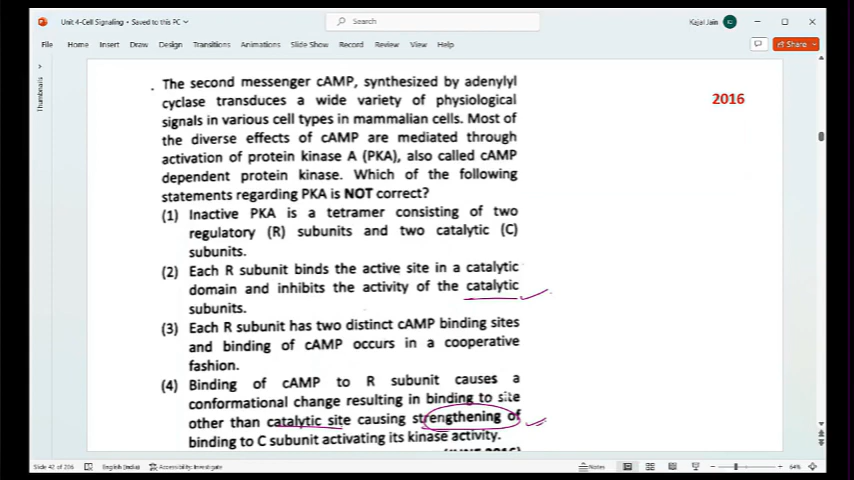 Unit 4-Cell Signaling • Saved to this PC
Search
Kajal Jain
File Home Insert Draw Design Transitions Animations Slide Show Record Review View Help
Share
Thumbnails
. The second messenger cAMP, synthesized by adenylyl
cyclase transduces a wide variety of physiological
signals in various cell types in mammalian cells. Most of
the diverse effects of cAMP are mediated through
activation of protein kinase A (PKA), also called cAMP
dependent protein kinase. Which of the following
statements regarding PKA is NOT correct?
(1) Inactive PKA is a tetramer consisting of two
regulatory (R) subunits and two catalytic (C)
subunits.
(2) Each R subunit binds the active site in a catalytic
domain and inhibits the activity of the catalytic
subunits.
(3) Each R subunit has two distinct cAMP binding sites
and binding of cAMP occurs in a cooperative
fashion.
(4) Binding of cAMP to R subunit causes a
conformational change resulting in binding to site
other than catalytic site causing strengthening of
binding to C subunit activating its kinase activity.
2016
Slide 42 of 206 English (India) Accessibility: Investigate
Notes
64%